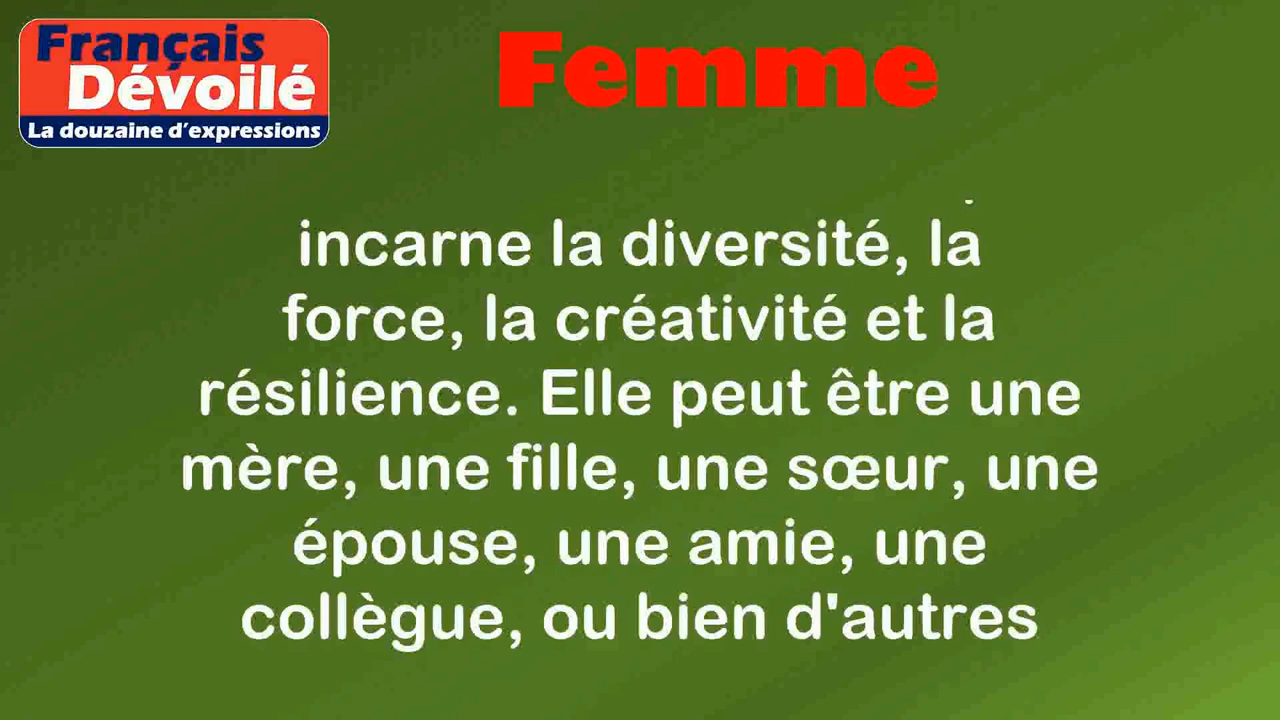 Français
Dévoilé
La douzaine d'expressions
Femme
incarne la diversité, la
force, la créativité et la
résilience. Elle peut être une
mère, une fille, une sœur, une
épouse, une amie, une
collègue, ou bien d'autres